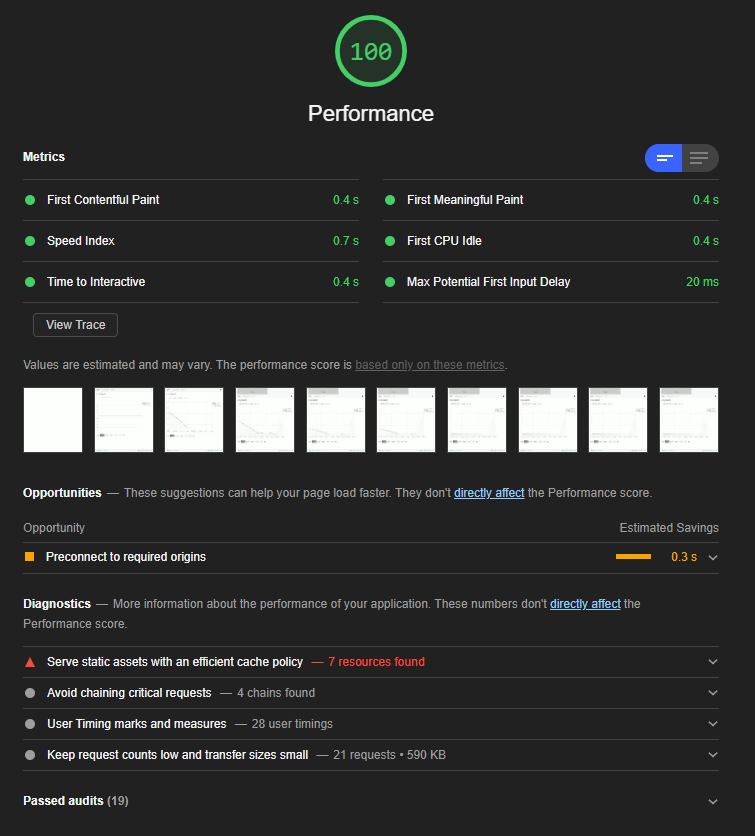 100
Performance
Metrics
First Contentful Paint 0.4 s
First Meaningful Paint 0.4 s
Speed Index 0.7 s
First CPU Idle 0.4 s
Time to Interactive 0.4 s
Max Potential First Input Delay 20 ms
View Trace
Values are estimated and may vary. The performance score is based only on these metrics.
Opportunities — These suggestions can help your page load faster. They don't directly affect the Performance score.
Opportunity Estimated Savings
Preconnect to required origins 0.3 s
Diagnostics — More information about the performance of your application. These numbers don't directly affect the
Performance score.
Serve static assets with an efficient cache policy — 7 resources found
Avoid chaining critical requests — 4 chains found
User Timing marks and measures — 28 user timings
Keep request counts low and transfer sizes small — 21 requests • 590 KB
Passed audits (19)